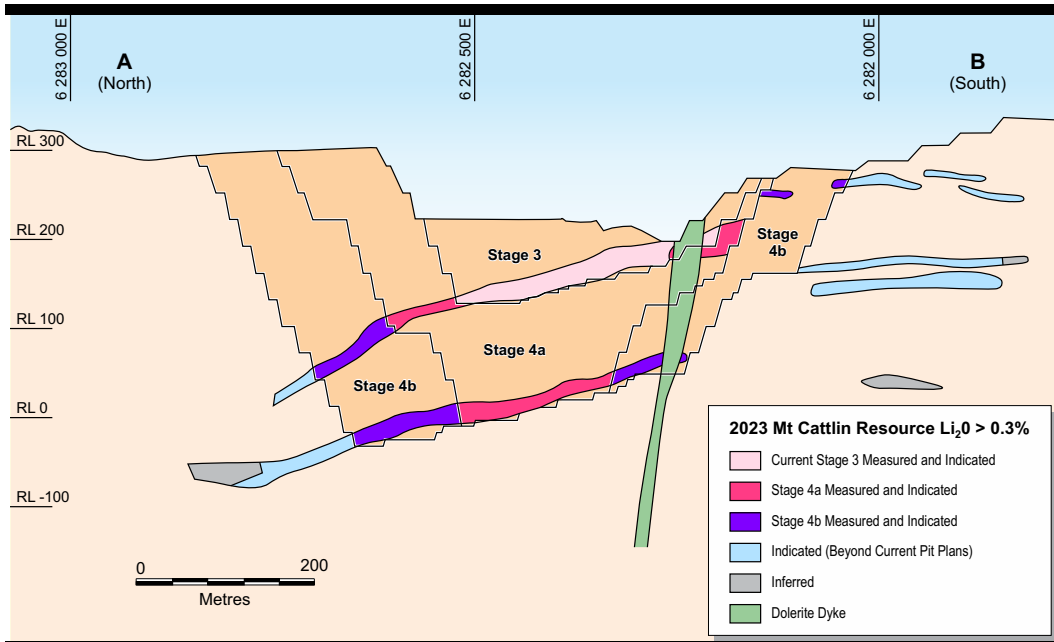 6 283 000 E
6 282 500 E
6 282 000 E
A
(North)
B
(South)
RL 300
RL 200
RL 100
RL 0
RL -100
Stage 3
Stage
4b
Stage 4a
Stage 4b
0
200
Metres
2023 Mt Cattlin Resource Li₂0 > 0.3%
Current Stage 3 Measured and Indicated
Stage 4a Measured and Indicated
Stage 4b Measured and Indicated
Indicated (Beyond Current Pit Plans)
Inferred
Dolerite Dyke